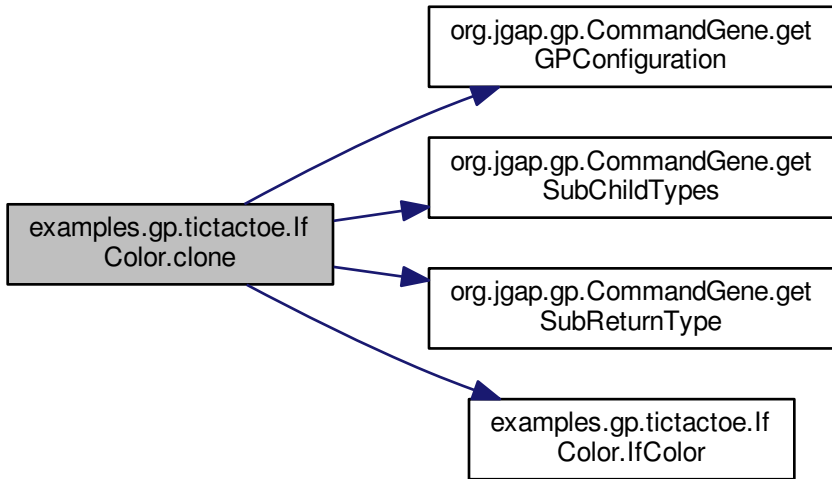 org.jgap.gp.CommandGene.get
GPConfiguration
org.jgap.gp.CommandGene.get
SubChildTypes
examples.gp.tictactoe.If
Color.clone
org.jgap.gp.CommandGene.get
SubReturnType
examples.gp.tictactoe.If
Color.IfColor